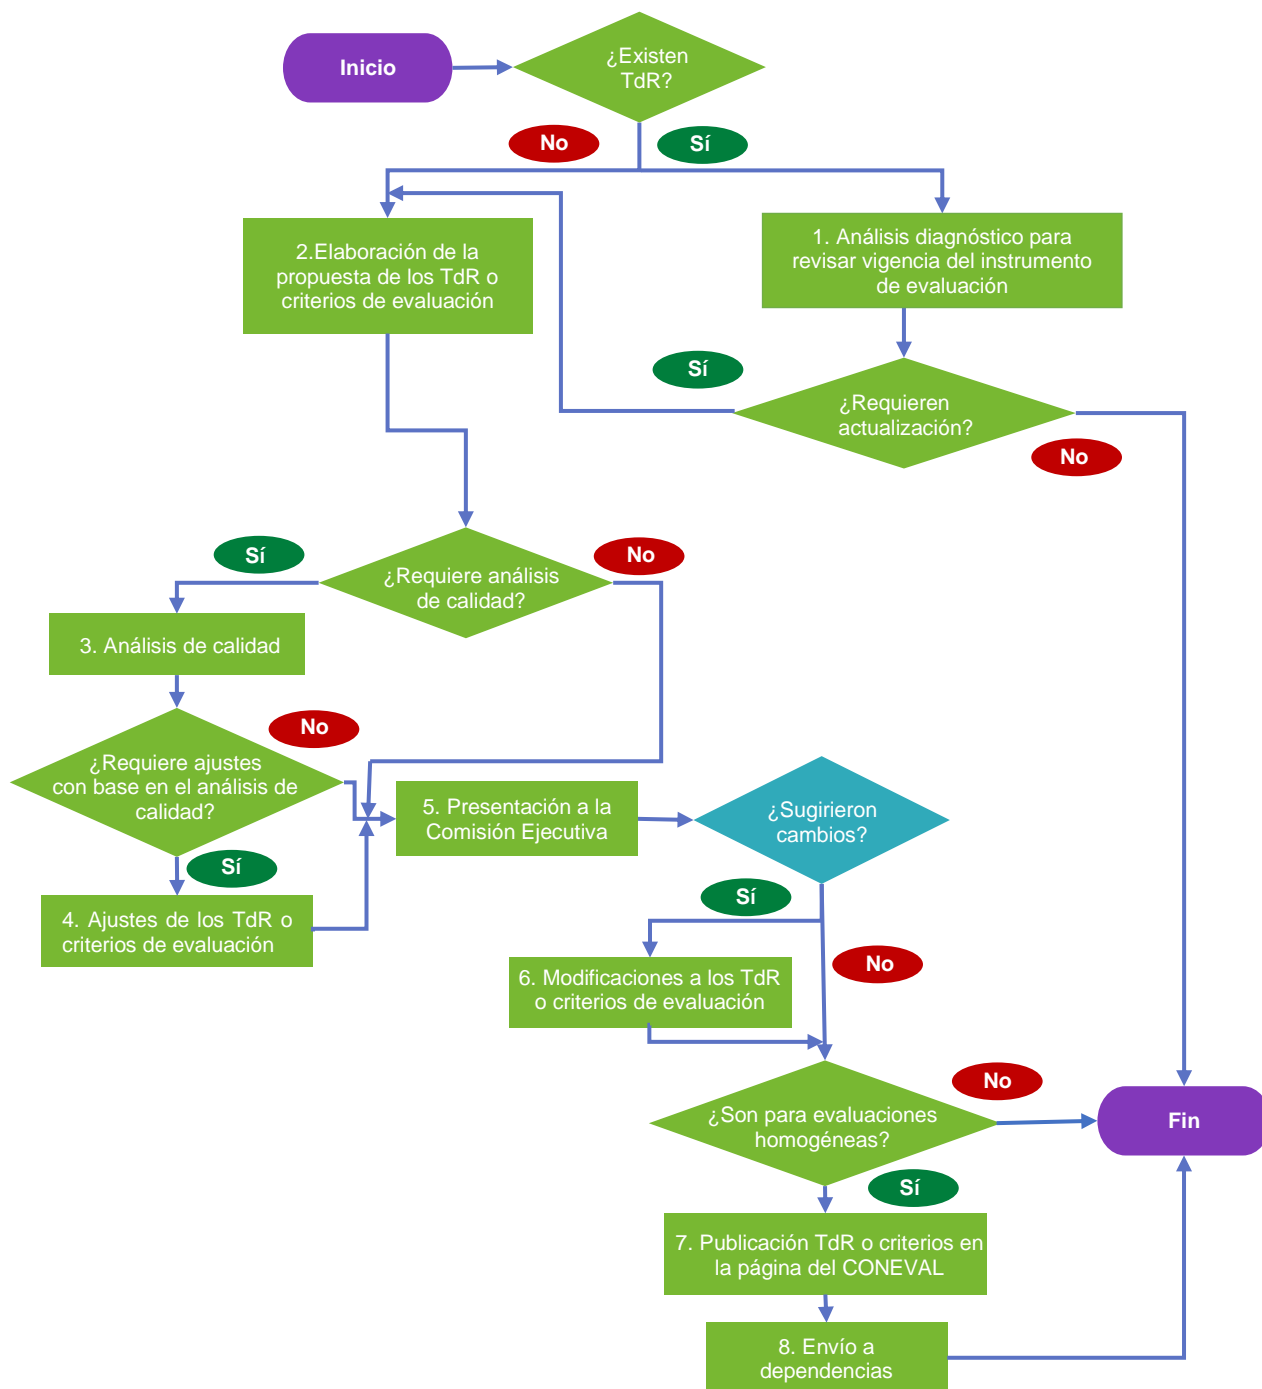 Inicio
¿Existen
TdR?
No
Sí
2.Elaboración de la
propuesta de los TdR o
criterios de evaluación
1. Análisis diagnóstico para
revisar vigencia del instrumento
de evaluación
Sí
¿Requieren
actualización?
No
Sí
No
¿Requiere análisis
de calidad?
3. Análisis de calidad
No
¿Requiere ajustes
con base en el análisis de
calidad?
5. Presentación a la
Comisión Ejecutiva
¿Sugirieron
cambios?
Sí
4. Ajustes de los TdR o
criterios de evaluación
Sí
No
6. Modificaciones a los TdR
o criterios de evaluación
No
¿Son para evaluaciones
homogéneas?
Fin
Sí
7. Publicación TdR o criterios en
la página del CONEVAL
8. Envío a
dependencias